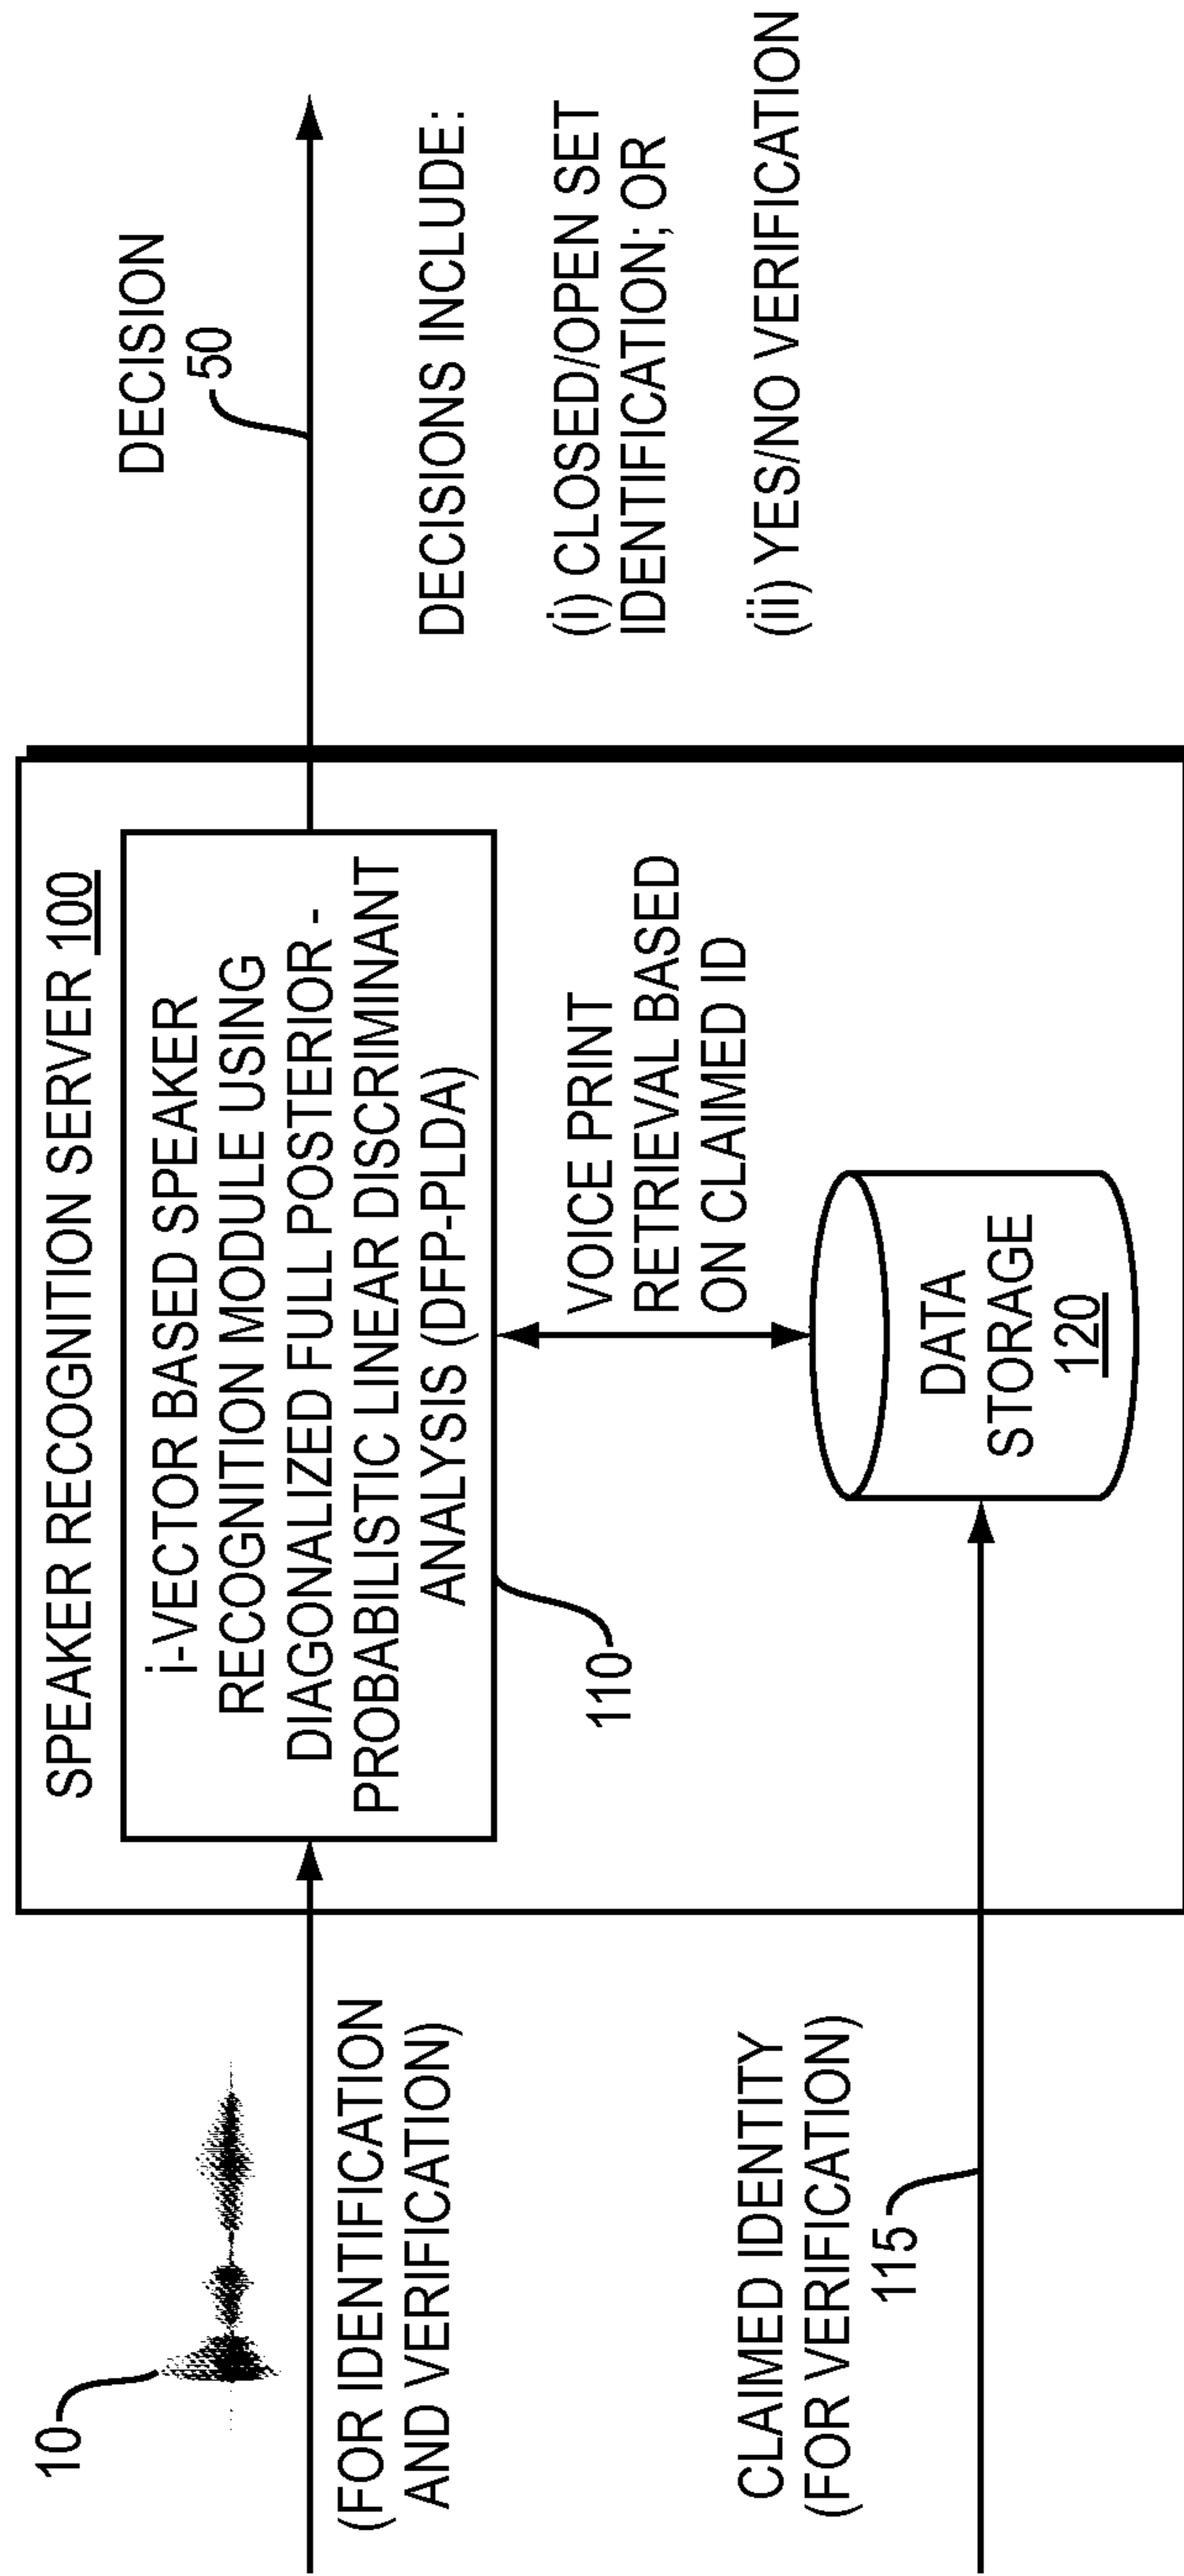 10
(FOR IDENTIFICATION
AND VERIFICATION)
CLAIMED IDENTITY
(FOR VERIFICATION)
115
SPEAKER RECOGNITION SERVER 100
i-VECTOR BASED SPEAKER
RECOGNITION MODULE USING
DIAGONALIZED FULL POSTERIOR -
PROBABILISTIC LINEAR DISCRIMINANT
ANALYSIS (DFP-PLDA)
110
VOICE PRINT
RETRIEVAL BASED
ON CLAIMED ID
DATA
STORAGE
120
DECISION
50
DECISIONS INCLUDE:
(i) CLOSED/OPEN SET
IDENTIFICATION; OR
(ii) YES/NO VERIFICATION